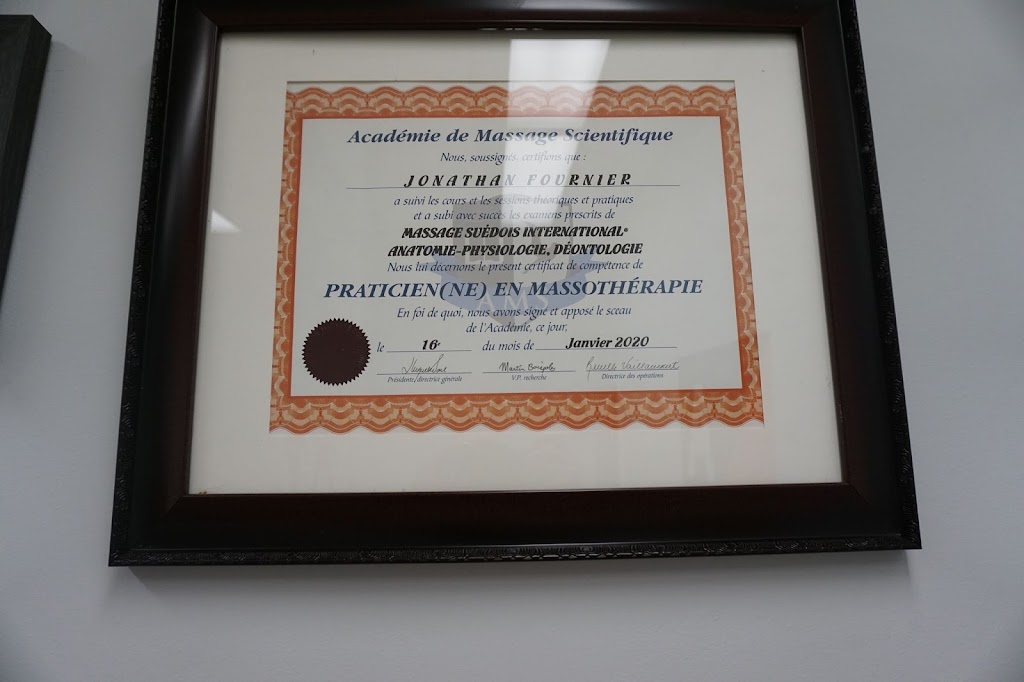 Académie de Massage Scientifique
Nous, soussignés, certifions que :
JONATHAN FOURNIER
a suivi les cours et les sessions théoriques et pratiques
et a subi avec succès les examens prescrits de
MASSAGE SUÉDOIS INTERNATIONAL®
ANATOMIE-PHYSIOLOGIE, DÉONTOLOGIE
Nous lui décernons le présent certificat de compétence de
PRATICIEN(NE) EN MASSOTHÉRAPIE
AMS
En foi de quoi, nous avons signé et apposé le sceau
de l'Académie, ce jour,
le 16e du mois de Janvier 2020
Présidente/directrice générale
V.P. recherche
Directrice des opérations